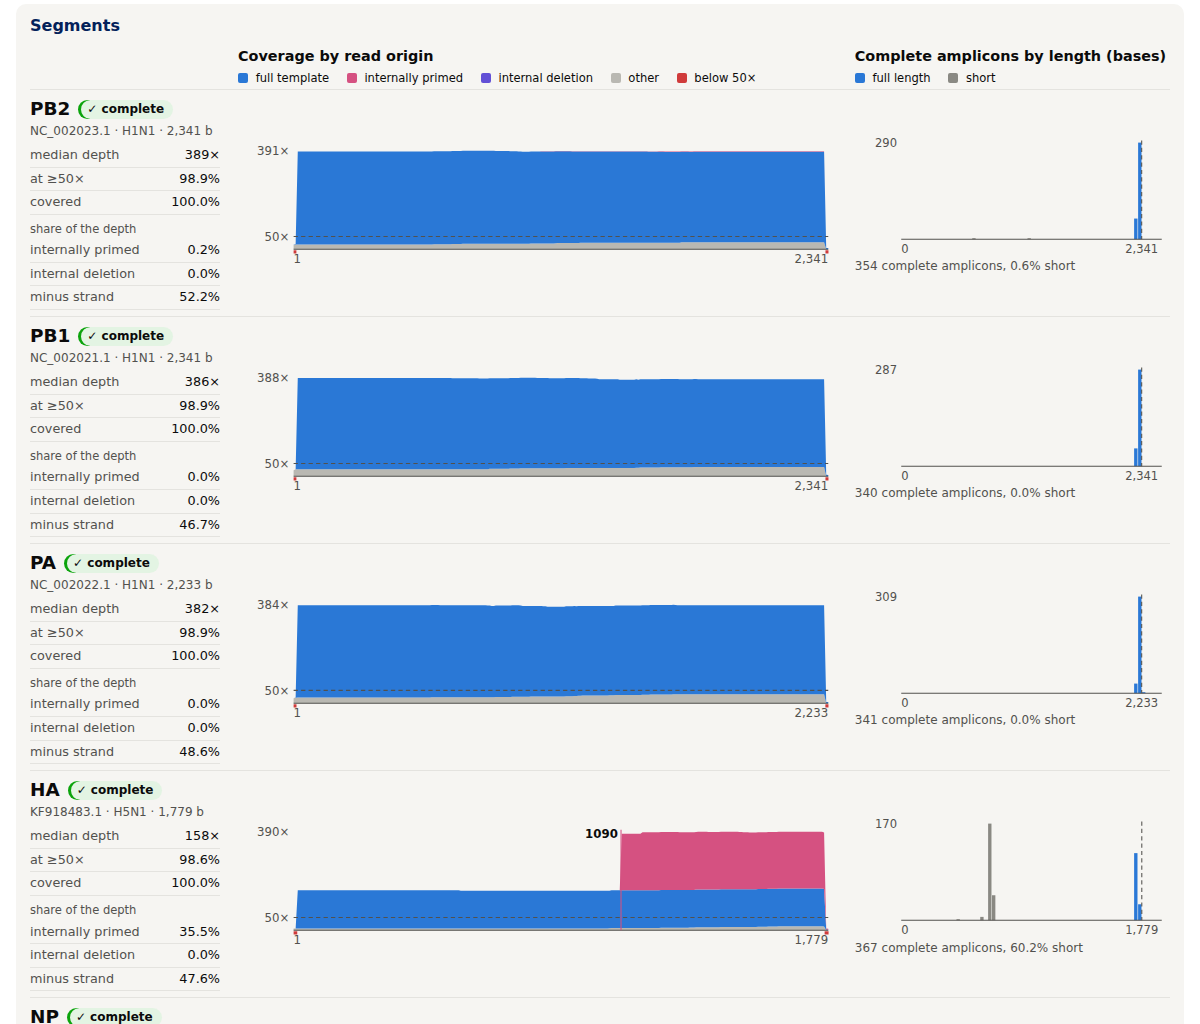 Segments
Coverage by read origin
Complete amplicons by length (bases)
full template internally primed internal deletion other below 50×
full length short
PB2 ✓ complete
NC_002023.1 · H1N1 · 2,341 b
median depth 389×
at ≥50× 98.9%
covered 100.0%
share of the depth
internally primed 0.2%
internal deletion 0.0%
minus strand 52.2%
391×
50×
1 2,341
290
0 2,341
354 complete amplicons, 0.6% short
PB1 ✓ complete
NC_002021.1 · H1N1 · 2,341 b
median depth 386×
at ≥50× 98.9%
covered 100.0%
share of the depth
internally primed 0.0%
internal deletion 0.0%
minus strand 46.7%
388×
50×
1 2,341
287
0 2,341
340 complete amplicons, 0.0% short
PA ✓ complete
NC_002022.1 · H1N1 · 2,233 b
median depth 382×
at ≥50× 98.9%
covered 100.0%
share of the depth
internally primed 0.0%
internal deletion 0.0%
minus strand 48.6%
384×
50×
1 2,233
309
0 2,233
341 complete amplicons, 0.0% short
HA ✓ complete
KF918483.1 · H5N1 · 1,779 b
median depth 158×
at ≥50× 98.6%
covered 100.0%
share of the depth
internally primed 35.5%
internal deletion 0.0%
minus strand 47.6%
390×
1090
50×
1 1,779
170
0 1,779
367 complete amplicons, 60.2% short
NP ✓ complete